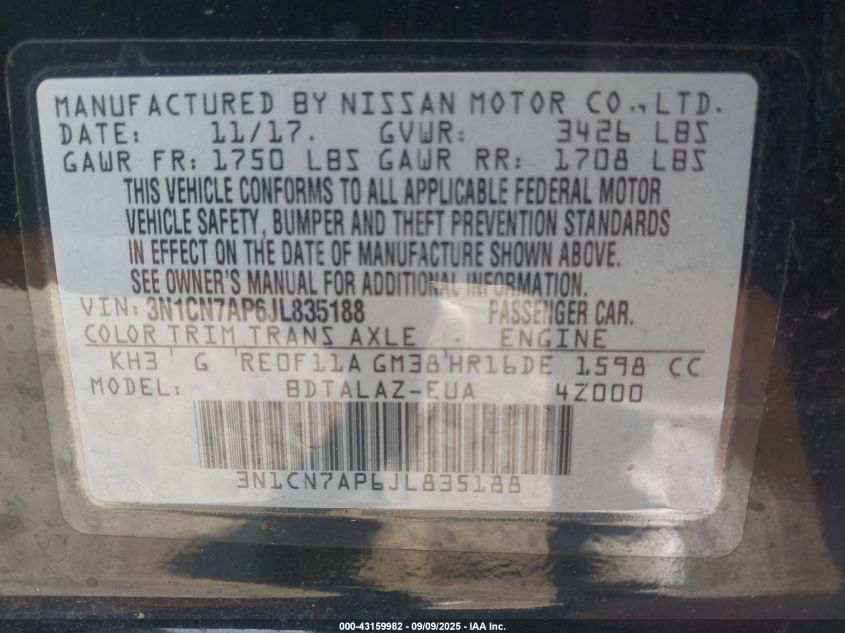 MANUFACTURED BY NISSAN MOTOR CO., LTD.
DATE: 11/17. GVWR: 3426 LBS
GAWR FR: 1750 LBS GAWR RR: 1708 LBS
THIS VEHICLE CONFORMS TO ALL APPLICABLE FEDERAL MOTOR
VEHICLE SAFETY, BUMPER AND THEFT PREVENTION STANDARDS
IN EFFECT ON THE DATE OF MANUFACTURE SHOWN ABOVE.
SEE OWNER'S MANUAL FOR ADDITIONAL INFORMATION.
VIN: 3N1CN7AP6JL835188 PASSENGER CAR.
COLOR TRIM TRANS AXLE ENGINE
KH3 G RE0F11A GM38 HR16DE 1.598 CC
MODEL: BDTALAZ-EUA 4Z000
3N1CN7AP6JL835188
000-43159982 - 09/09/2025 - IAA Inc.